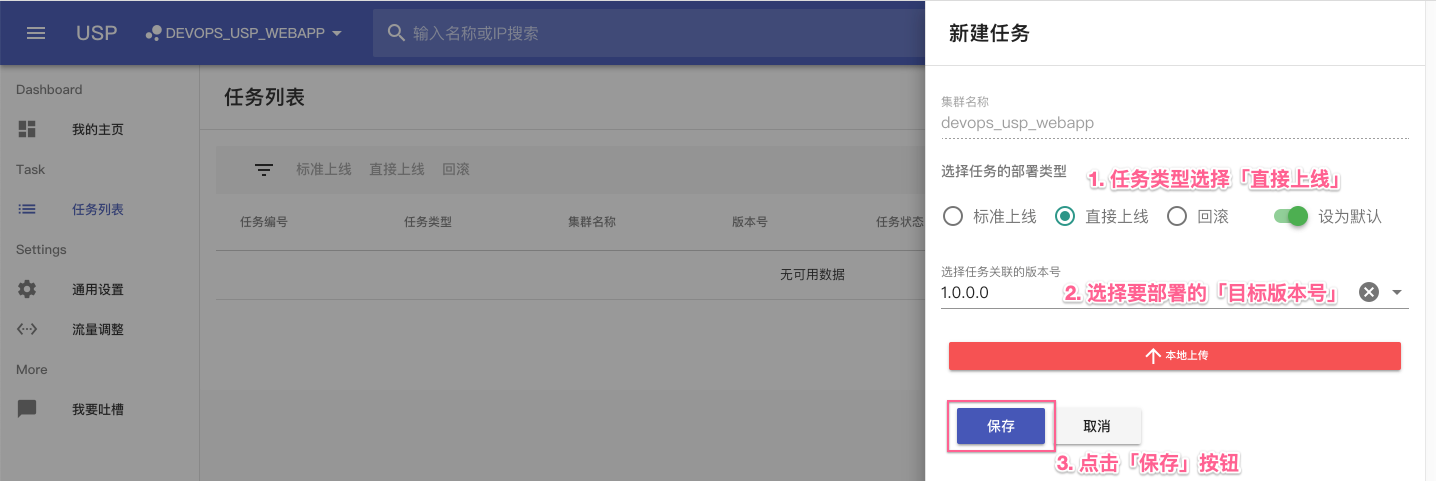 USP DEVOPS_USP_WEBAPP 输入名称或IP搜索
Dashboard
我的主页
Task
任务列表
Settings
通用设置
流量调整
More
我要吐槽
任务列表
标准上线 直接上线 回滚
任务编号 任务类型 集群名称 版本号 任务状态
无可用数据
新建任务
集群名称
devops_usp_webapp
选择任务的部署类型
1. 任务类型选择「直接上线」
标准上线 直接上线 回滚 设为默认
选择任务关联的版本号
1.0.0.0
2. 选择要部署的「目标版本号」
本地上传
保存 取消
3. 点击「保存」按钮